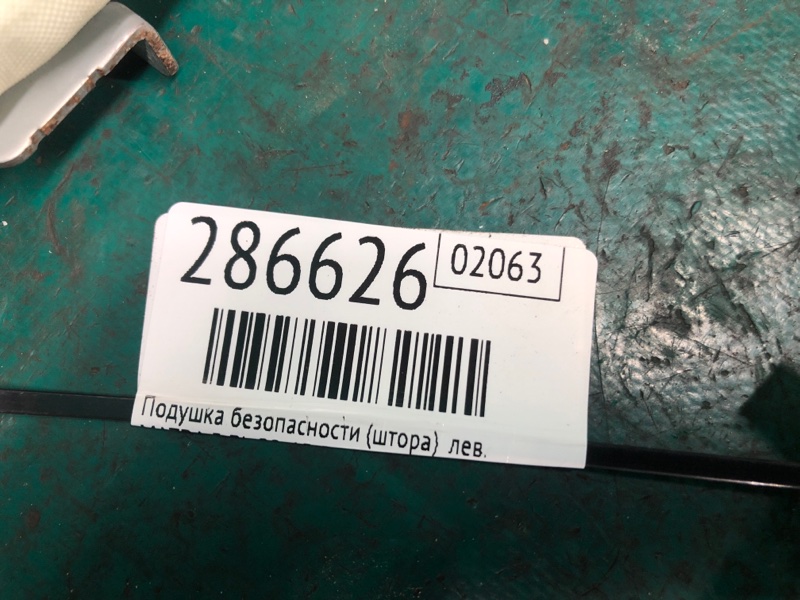 286626
02063
Подушка безопасности (штора) лев.